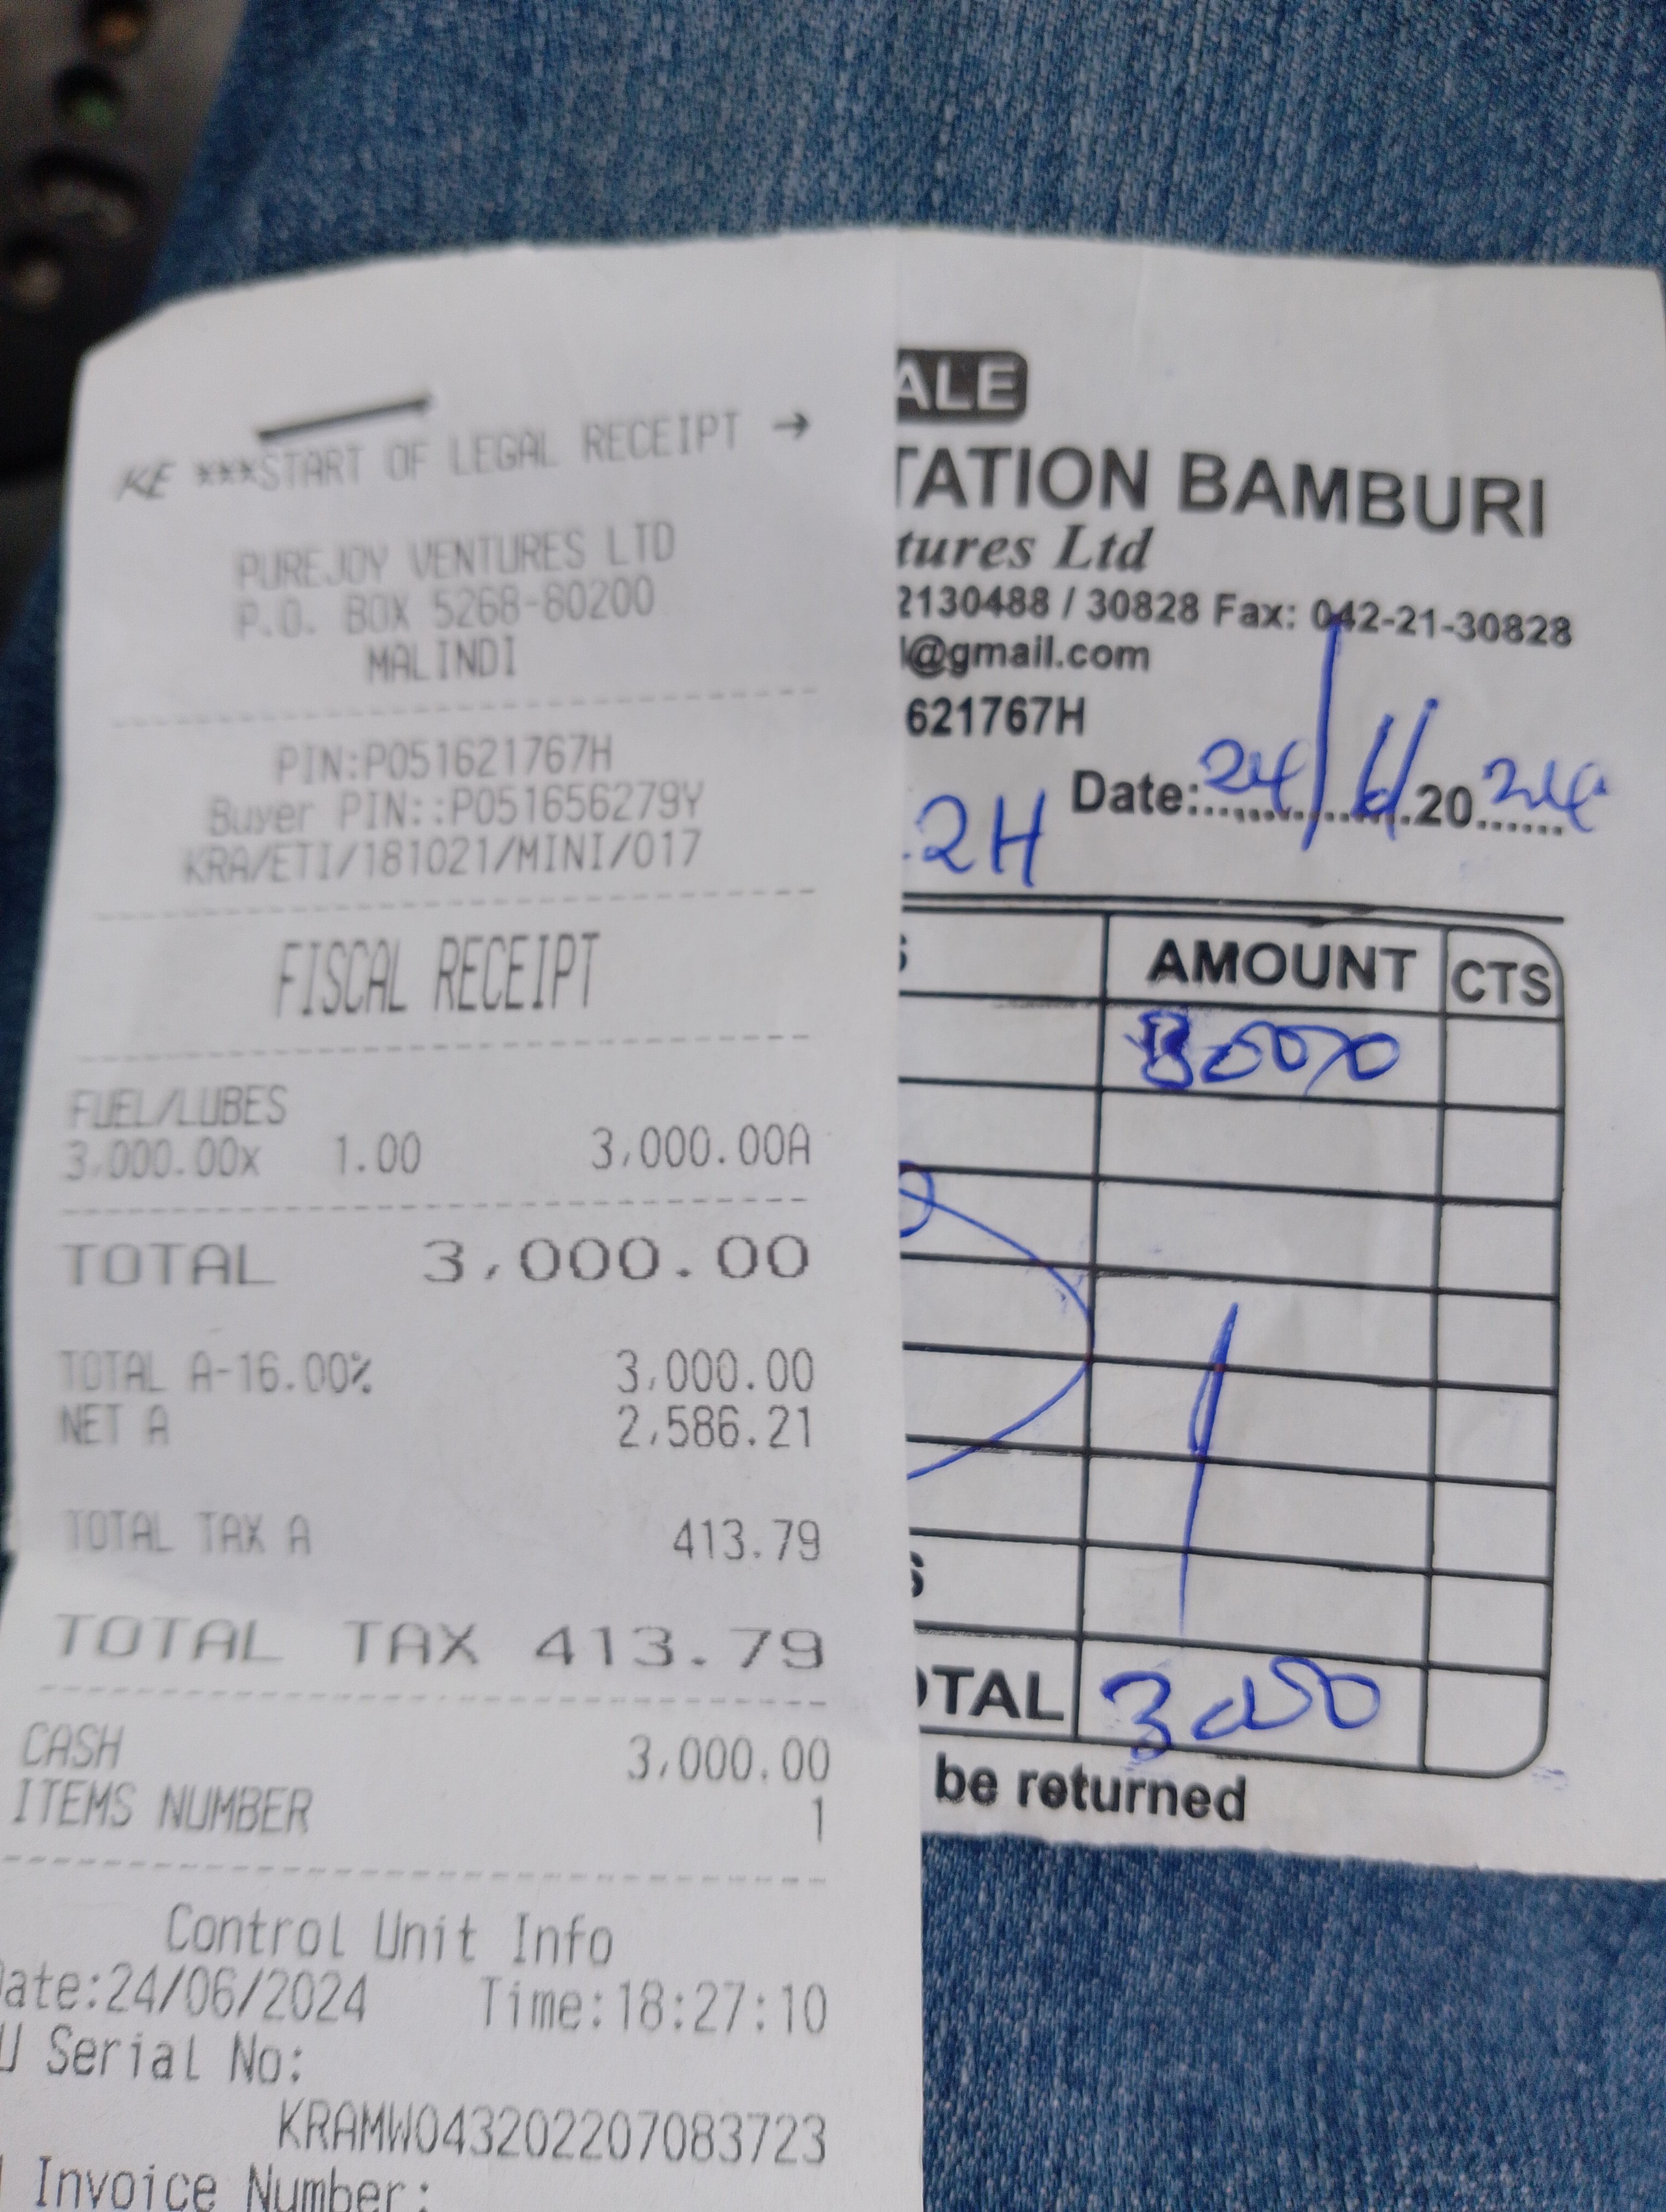 KE ***START OF LEGAL RECEIPT →
PUREJOY VENTURES LTD
P.O. BOX 5268-80200
MALINDI
PIN:P051621767H
Buyer PIN::P051656279Y
KRA/ETI/181021/MINI/017
FISCAL RECEIPT
FUEL/LUBES
3,000.00x 1.00 3,000.00A
TOTAL 3,000.00
TOTAL A-16.00% 3,000.00
NET A 2,586.21
TOTAL TAX A 413.79
TOTAL TAX 413.79
CASH 3,000.00
ITEMS NUMBER 1
Control Unit Info
Date:24/06/2024 Time:18:27:10
U Serial No:
KRAMW043202207083723
Invoice Number:
ALE
TATION BAMBURI
tures Ltd
2130488 / 30828 Fax: 042-21-30828
l@gmail.com
621767H
2H Date: 24/6/2024
S AMOUNT CTS
3000
S
OTAL 3000
be returned